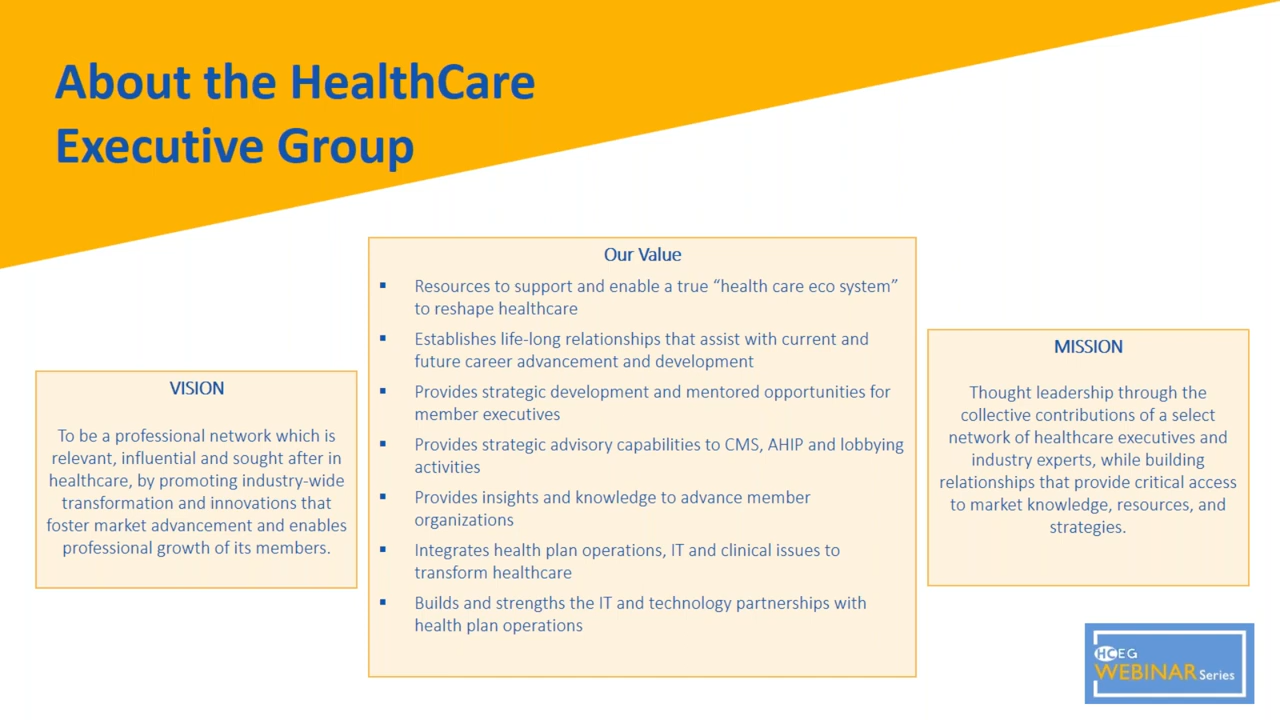 About the HealthCare
Executive Group
VISION
To be a professional network which is
relevant, influential and sought after in
healthcare, by promoting industry-wide
transformation and innovations that
foster market advancement and enables
professional growth of its members.
Our Value
▪ Resources to support and enable a true “health care eco system”
to reshape healthcare
▪ Establishes life-long relationships that assist with current and
future career advancement and development
▪ Provides strategic development and mentored opportunities for
member executives
▪ Provides strategic advisory capabilities to CMS, AHIP and lobbying
activities
▪ Provides insights and knowledge to advance member
organizations
▪ Integrates health plan operations, IT and clinical issues to
transform healthcare
▪ Builds and strengths the IT and technology partnerships with
health plan operations
MISSION
Thought leadership through the
collective contributions of a select
network of healthcare executives and
industry experts, while building
relationships that provide critical access
to market knowledge, resources, and
strategies.
HCEG
WEBINAR Series